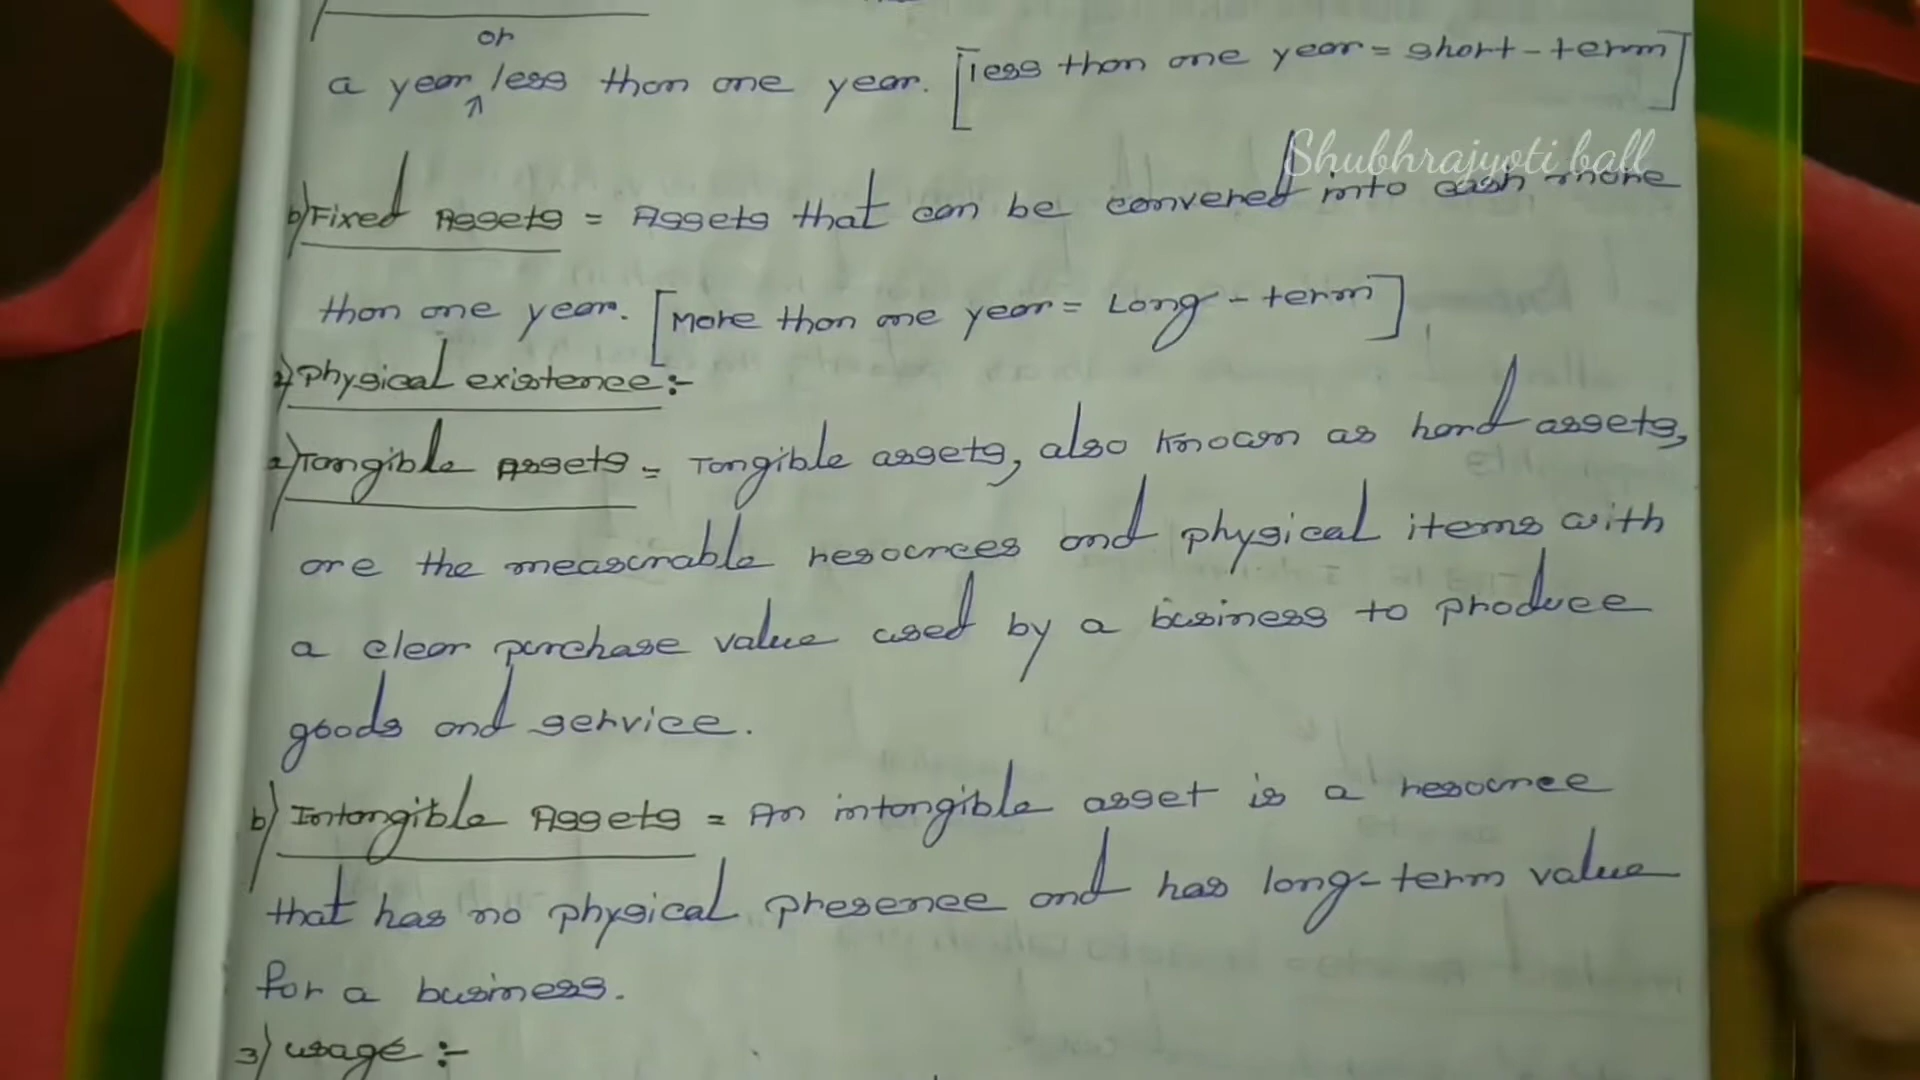 or
a year less than one year. [less than one year = short-term]
Shubhrajyoti ball
b) Fixed Assets = Assets that can be convered into cash more
than one year. [More than one year = Long-term]
2) Physical existence :-
a) Tangible Assets = Tangible assets, also known as hard assets,
are the measurable resources and physical items with
a clear purchase value used by a business to produce
goods and service.
b) Intangible Assets = An intangible asset is a resource
that has no physical presence and has long-term value
for a business.
3) usage :-